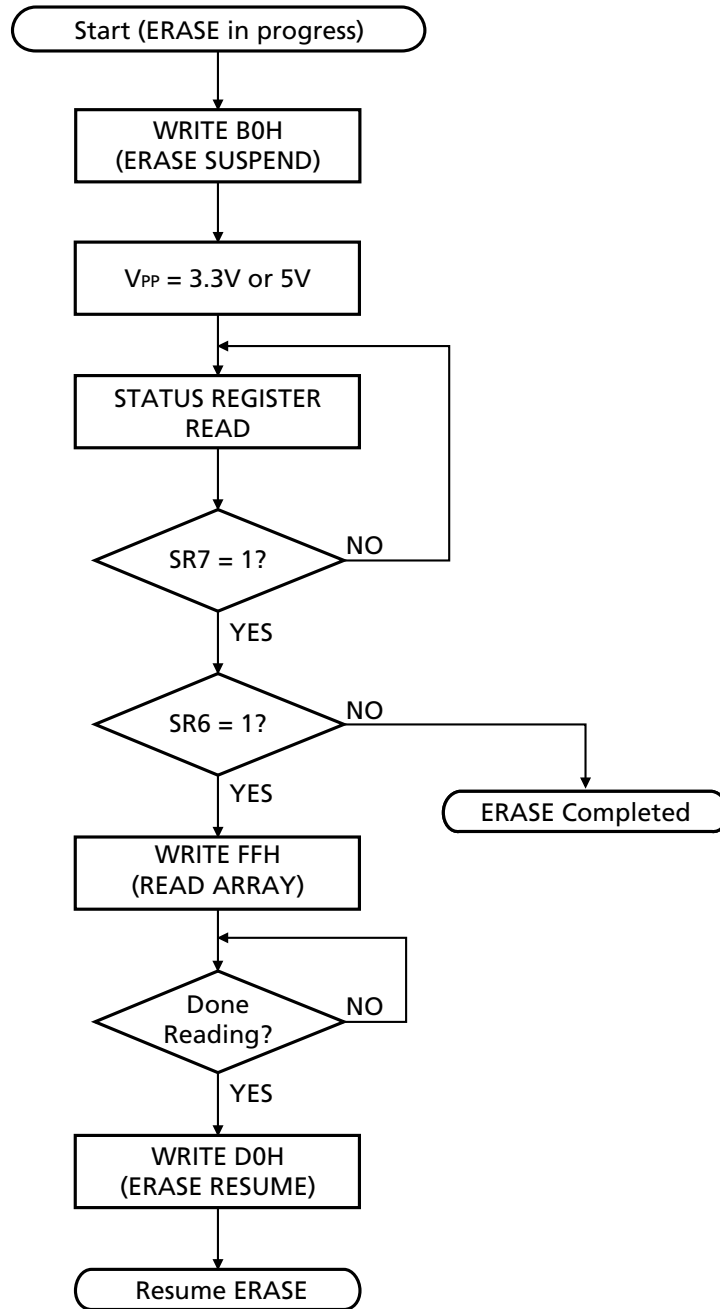 Start (ERASE in progress)
WRITE B0H
(ERASE SUSPEND)
VPP = 3.3V or 5V
STATUS REGISTER
READ
SR7 = 1?
NO
YES
SR6 = 1?
NO
YES
ERASE Completed
WRITE FFH
(READ ARRAY)
Done
Reading?
NO
YES
WRITE D0H
(ERASE RESUME)
Resume ERASE